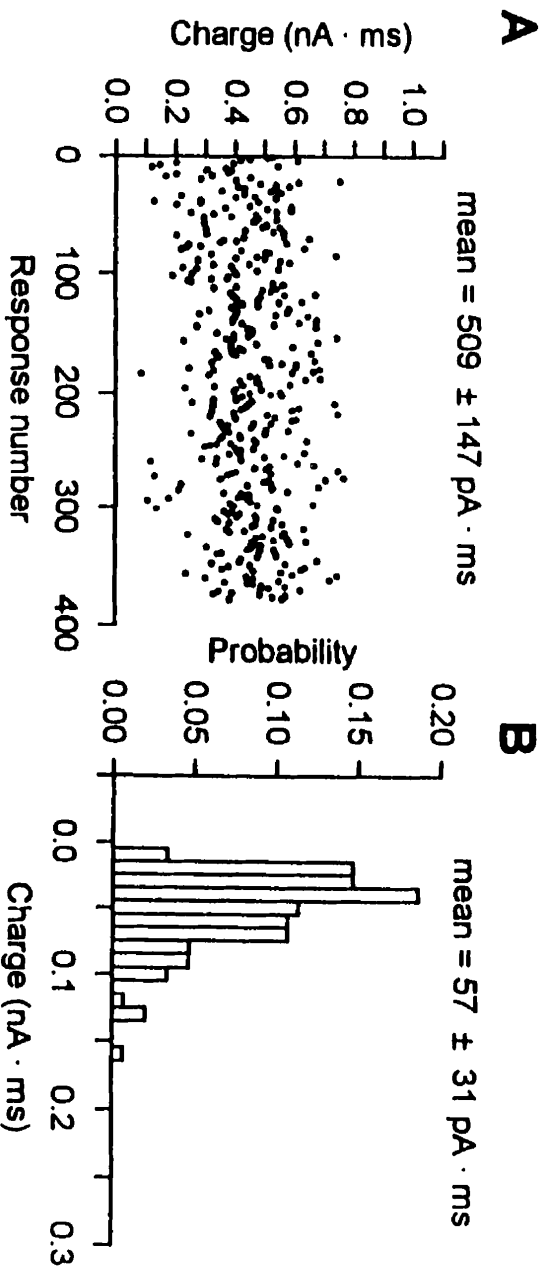 A
mean = 509 ± 147 pA · ms
Charge (nA · ms)
1.0
0.8
0.6
0.4
0.2
0.0
0 100 200 300 400
Response number
B
mean = 57 ± 31 pA · ms
Probability
0.20
0.15
0.10
0.05
0.00
0.0 0.1 0.2 0.3
Charge (nA · ms)